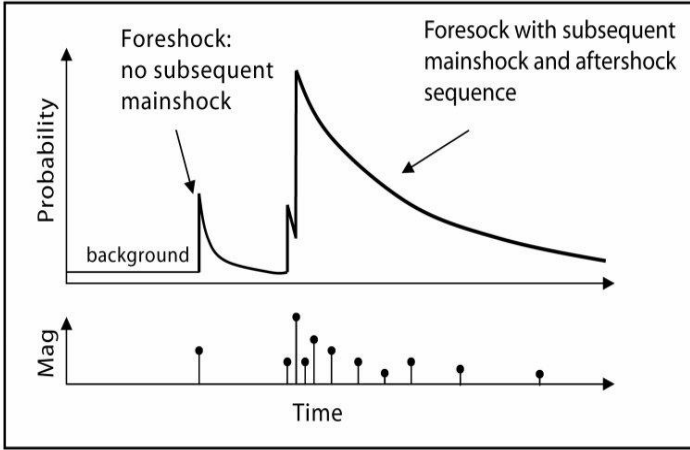 Foreshock:
no subsequent
mainshock
Foresock with subsequent
mainshock and aftershock
sequence
Probability
background
Mag
Time